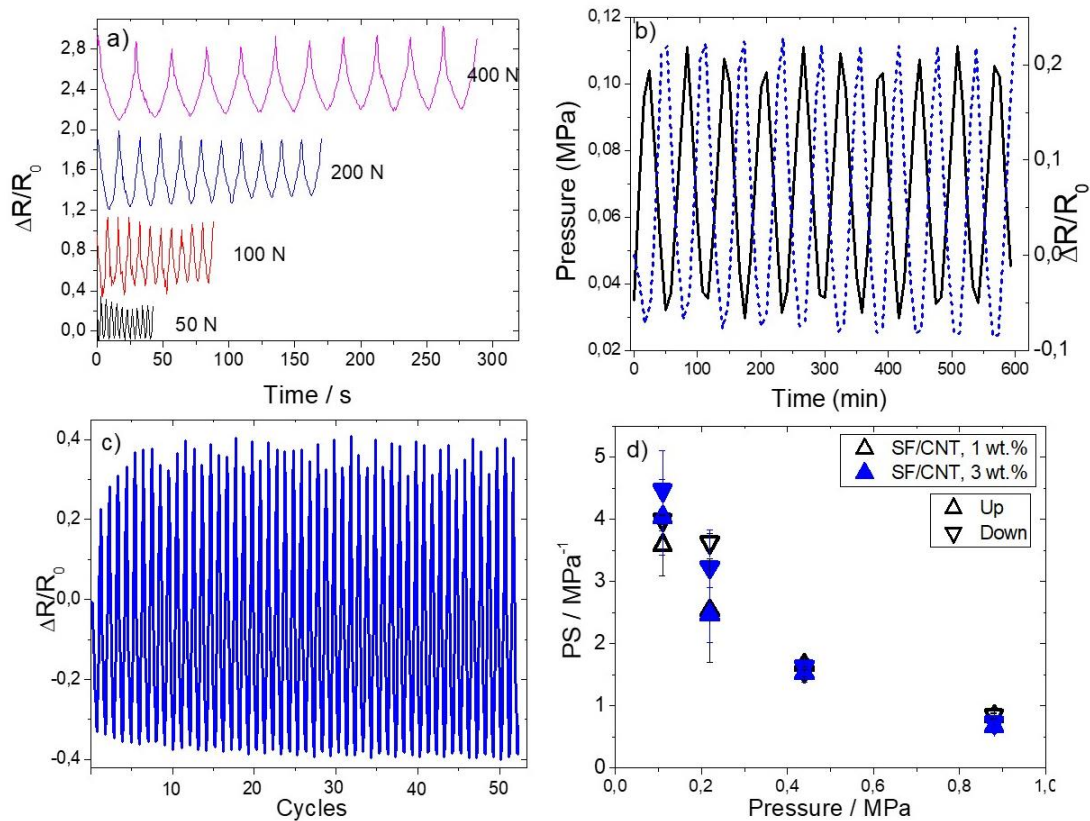 a)
ΔR/R0
2,8
2,4
2,0
1,6
1,2
0,8
0,4
0,0
400 N
200 N
100 N
50 N
0 50 100 150 200 250 300
Time / s
b)
Pressure (MPa)
0,12
0,10
0,08
0,06
0,04
0,02
0,2
0,1
0,0
-0,1
ΔR/R0
0 100 200 300 400 500 600
Time (min)
c)
ΔR/R0
0,4
0,2
0,0
-0,2
-0,4
10 20 30 40 50
Cycles
d)
SF/CNT, 1 wt.%
SF/CNT, 3 wt.%
Up
Down
PS / MPa-1
5
4
3
2
1
0
0,0 0,2 0,4 0,6 0,8 1,0
Pressure / MPa